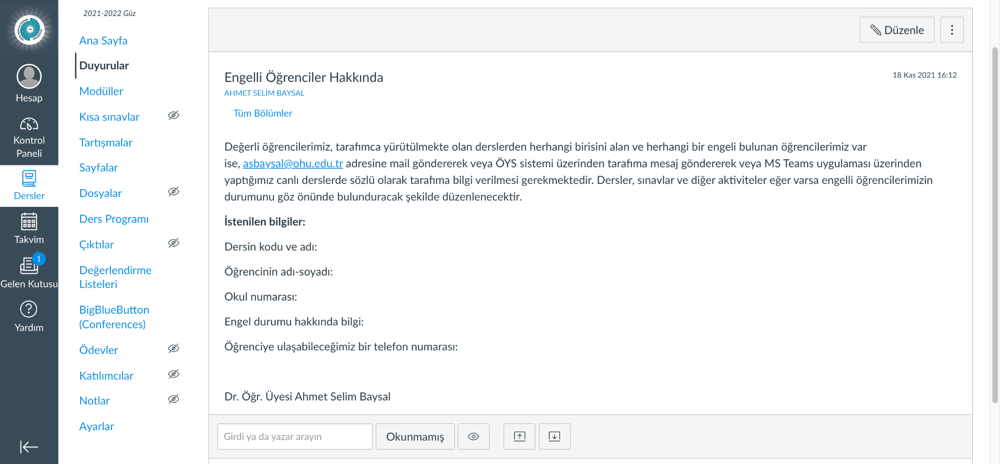 Hesap
Kontrol
Paneli
Dersler
Takvim
1
Gelen Kutusu
Yardım
2021-2022 Güz
Ana Sayfa
Duyurular
Modüller
Kısa sınavlar
Tartışmalar
Sayfalar
Dosyalar
Ders Programı
Çıktılar
Değerlendirme
Listeleri
BigBlueButton
(Conferences)
Ödevler
Katılımcılar
Notlar
Ayarlar
Düzenle
Engelli Öğrenciler Hakkında
18 Kas 2021 16:12
AHMET SELİM BAYSAL
Tüm Bölümler
Değerli öğrencilerimiz, tarafımca yürütülmekte olan derslerden herhangi birisini alan ve herhangi bir engeli bulunan öğrencilerimiz var
ise, asbaysal@ohu.edu.tr adresine mail göndererek veya ÖYS sistemi üzerinden tarafıma mesaj göndererek veya MS Teams uygulaması üzerinden
yaptığımız canlı derslerde sözlü olarak tarafıma bilgi verilmesi gerekmektedir. Dersler, sınavlar ve diğer aktiviteler eğer varsa engelli öğrencilerimizin
durumunu göz önünde bulunduracak şekilde düzenlenecektir.
İstenilen bilgiler:
Dersin kodu ve adı:
Öğrencinin adı-soyadı:
Okul numarası:
Engel durumu hakkında bilgi:
Öğrenciye ulaşabileceğimiz bir telefon numarası:
Dr. Öğr. Üyesi Ahmet Selim Baysal
Girdi ya da yazar arayın
Okunmamış